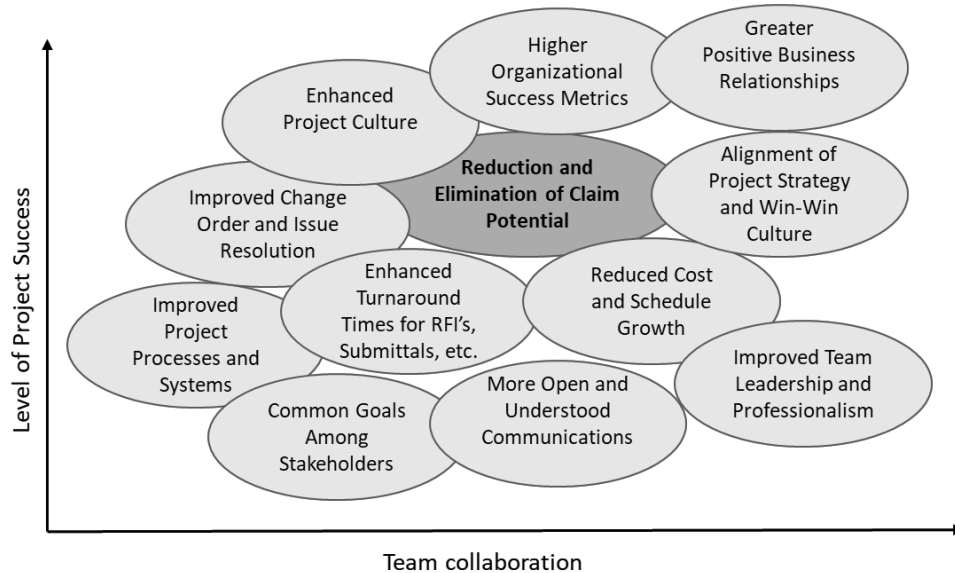 Level of Project Success
Higher
Organizational
Success Metrics
Greater
Positive Business
Relationships
Enhanced
Project Culture
Reduction and
Elimination of Claim
Potential
Alignment of
Project Strategy
and Win-Win
Culture
Improved Change
Order and Issue
Resolution
Enhanced
Turnaround
Times for RFI's,
Submittals, etc.
Reduced Cost
and Schedule
Growth
Improved
Project
Processes and
Systems
Improved Team
Leadership and
Professionalism
Common Goals
Among
Stakeholders
More Open and
Understood
Communications
Team collaboration